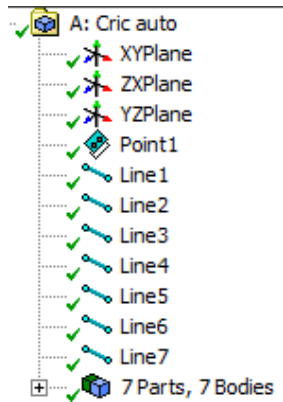 A: Cric auto
XYPlane
ZXPlane
YZPlane
Point1
Line1
Line2
Line3
Line4
Line5
Line6
Line7
7 Parts, 7 Bodies